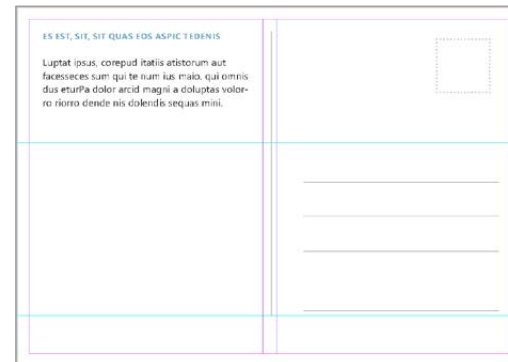 ES EST, SIT, SIT QUAS EOS ASPIC TEDENIS
Luptat ipsus, corepud itatiis atistorum aut
facesseces sum qui te num ius maio. qui omnis
dus eturPa dolor arcid magni a doluptas volor-
ro riorro dende nis dolendis sequas mini.